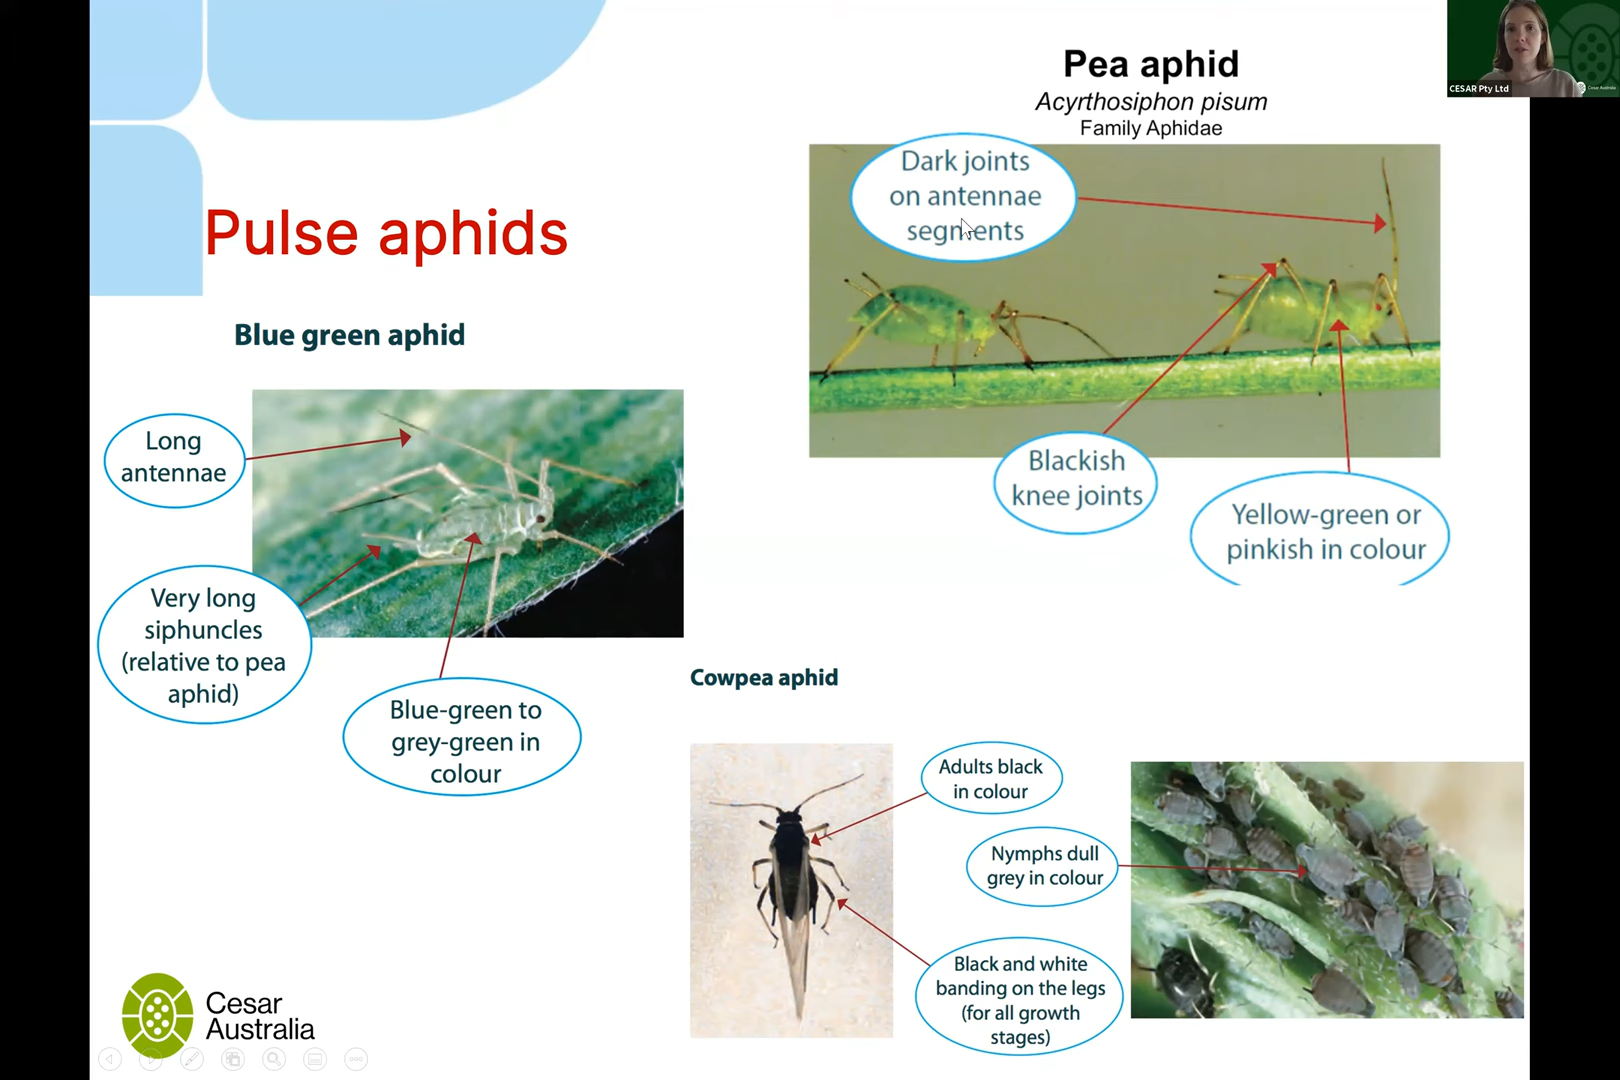 Pea aphid
Acyrthosiphon pisum
Family Aphidae
CESAR Pty Ltd
Cesar Australia
Dark joints
on antennae
segments
Pulse aphids
Blue green aphid
Long
antennae
Blackish
knee joints
Yellow-green or
pinkish in colour
Very long
siphuncles
(relative to pea
aphid)
Blue-green to
grey-green in
colour
Cowpea aphid
Adults black
in colour
Nymphs dull
grey in colour
Black and white
banding on the legs
(for all growth
stages)
Cesar
Australia